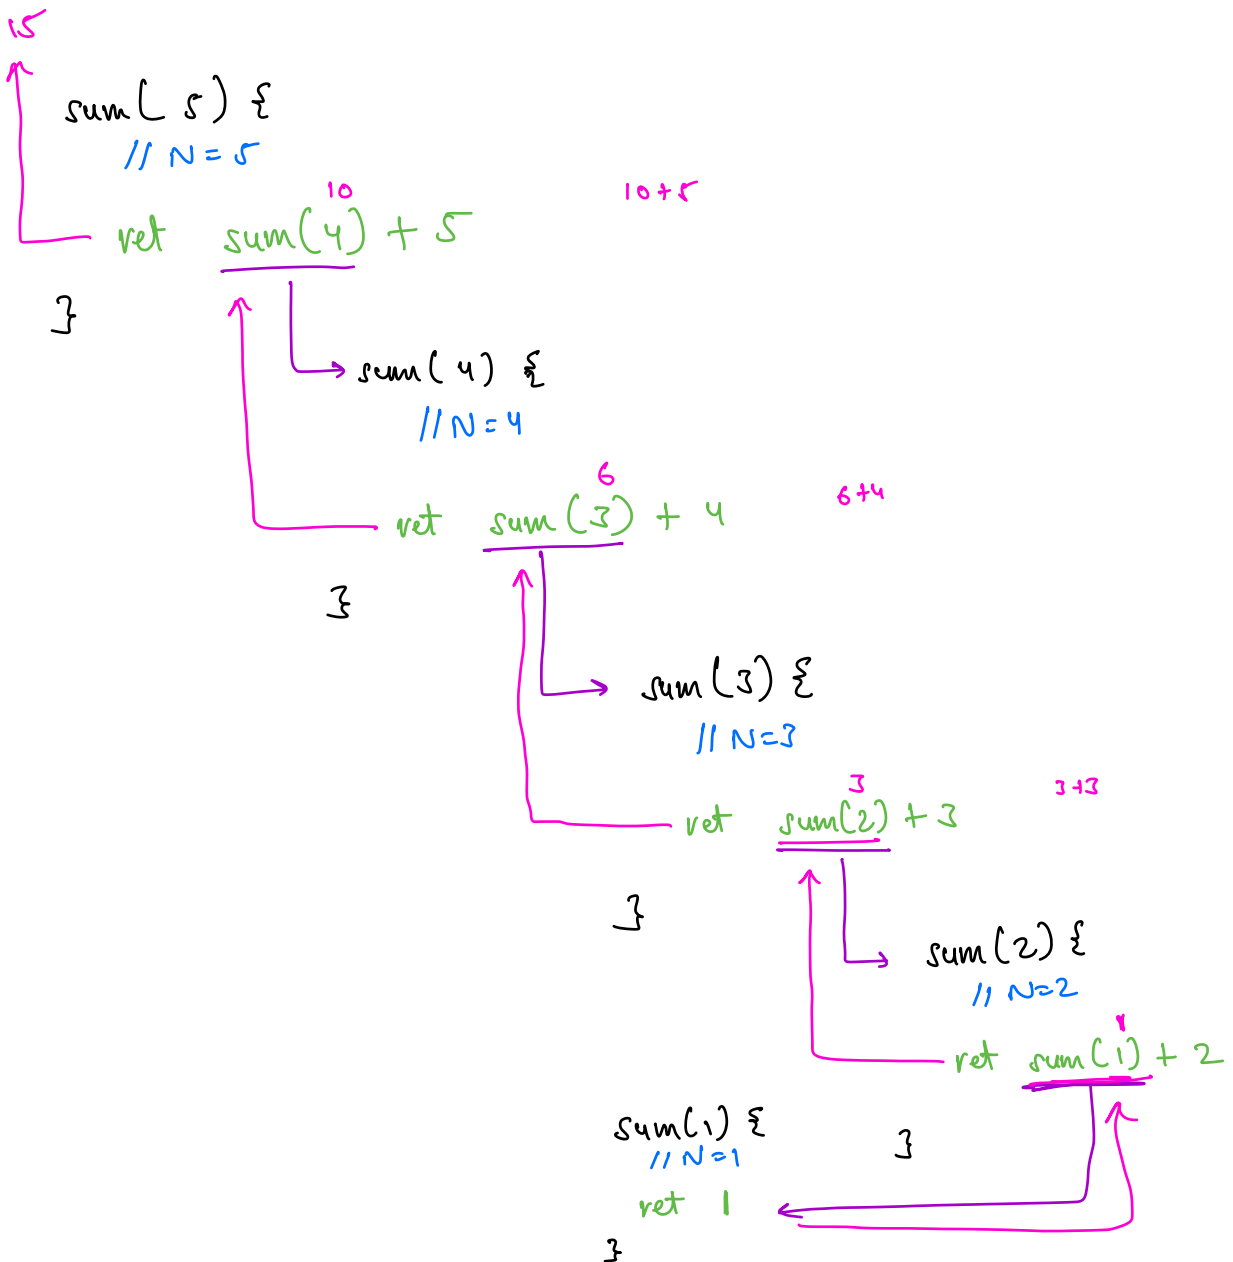 15
sum( 5) {
// N = 5
10
10+5
ret sum(4) + 5
}
sum( 4) {
// N = 4
6
6+4
ret sum (3) + 4
}
sum (3) {
// N=3
3
3+3
ret sum(2) + 3
}
sum (2) {
// N=2
1
ret sum (1) + 2
}
sum(1) {
// N=1
ret 1
}